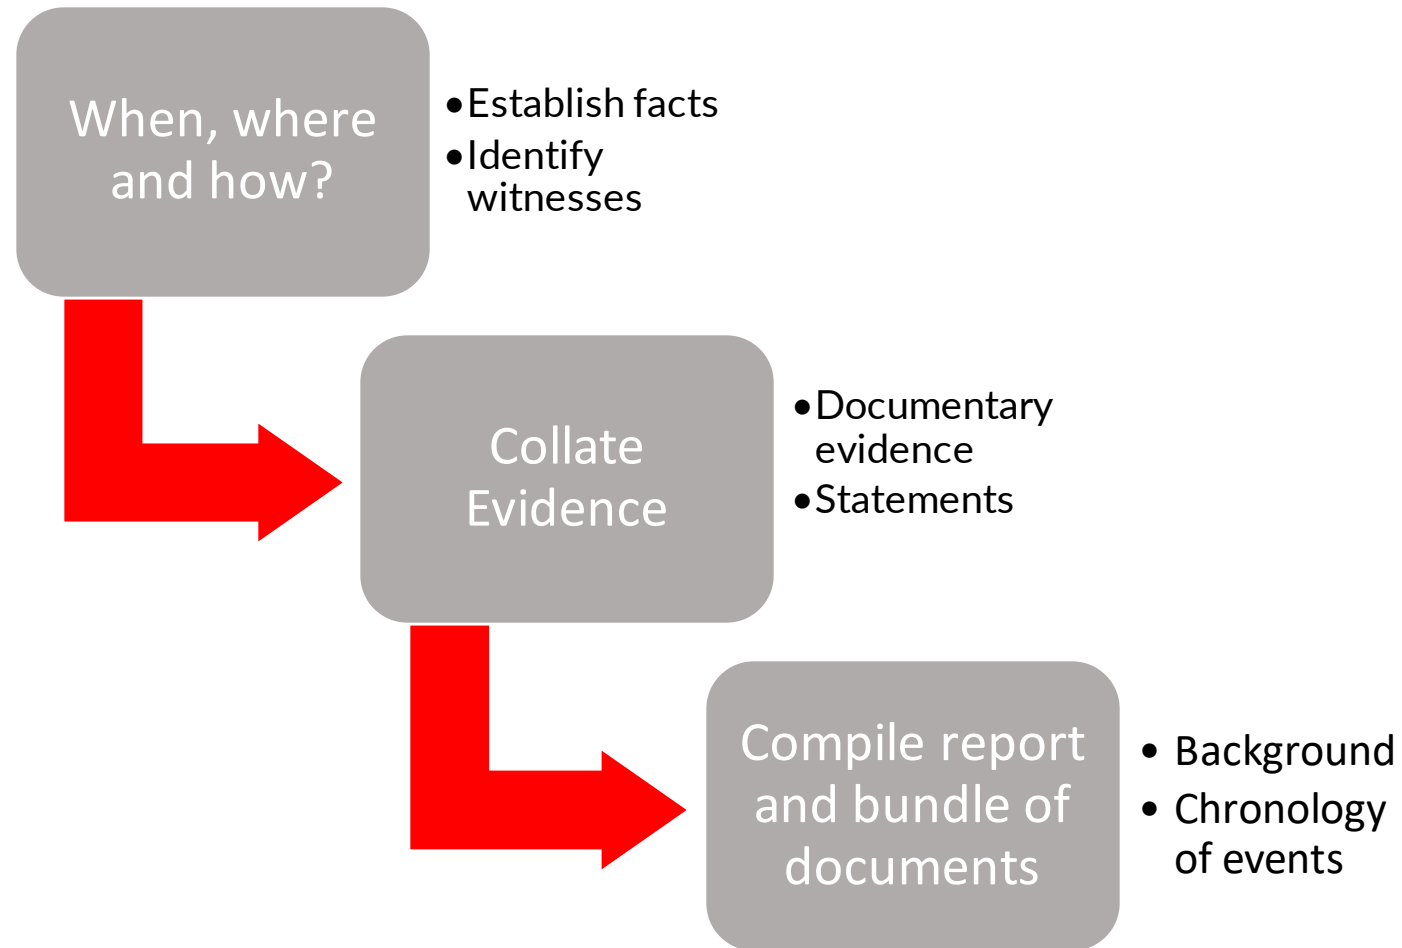 When, where
and how?
•Establish facts
•Identify
witnesses
Collate
Evidence
•Documentary
evidence
•Statements
Compile report
and bundle of
documents
• Background
• Chronology
of events